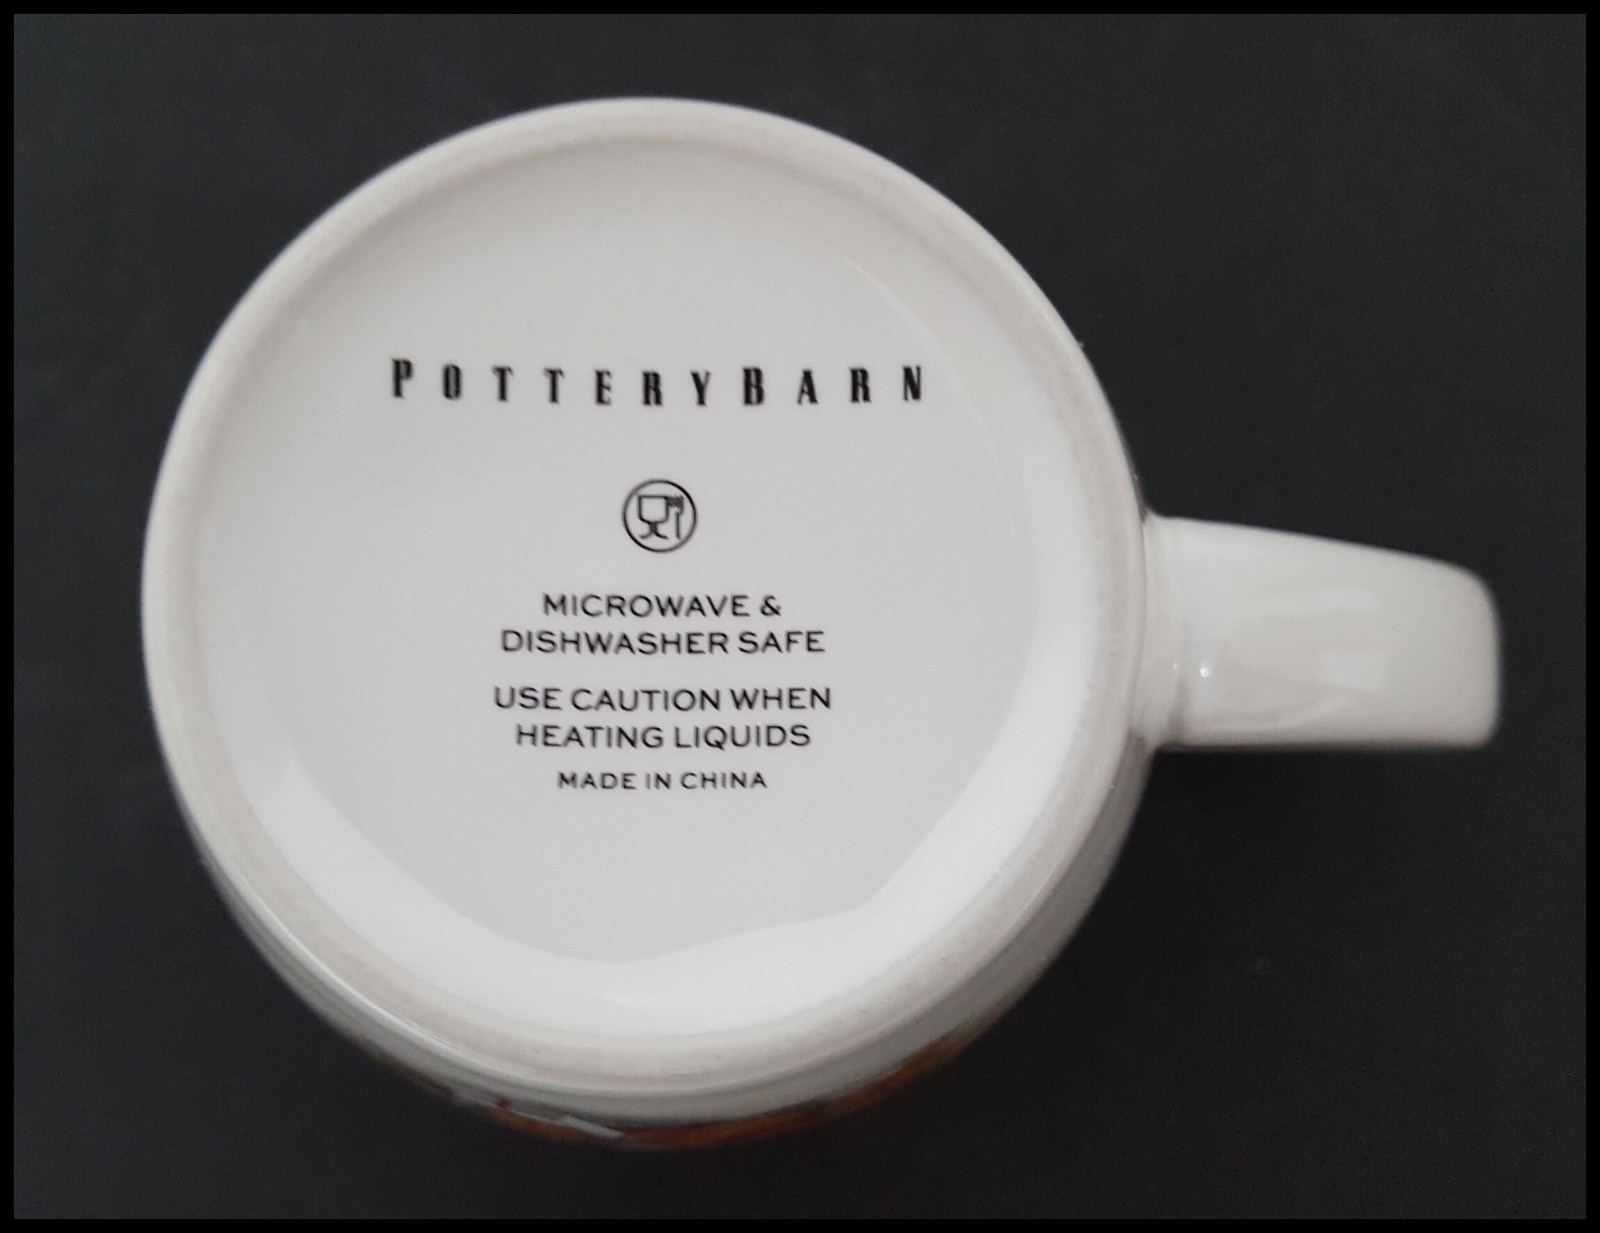 POTTERYBARN
MICROWAVE &
DISHWASHER SAFE
USE CAUTION WHEN
HEATING LIQUIDS
MADE IN CHINA